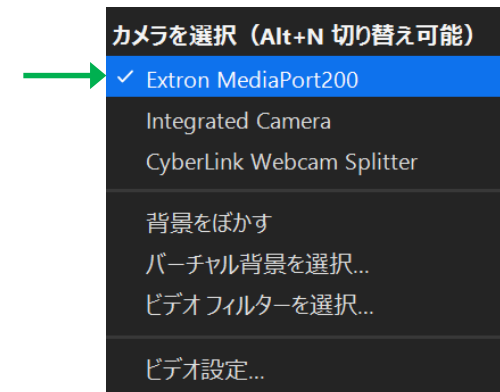 カメラを選択（Alt+N 切り替え可能）
Extron MediaPort200
Integrated Camera
CyberLink Webcam Splitter
背景をぼかす
バーチャル背景を選択...
ビデオ フィルターを選択...
ビデオ設定...